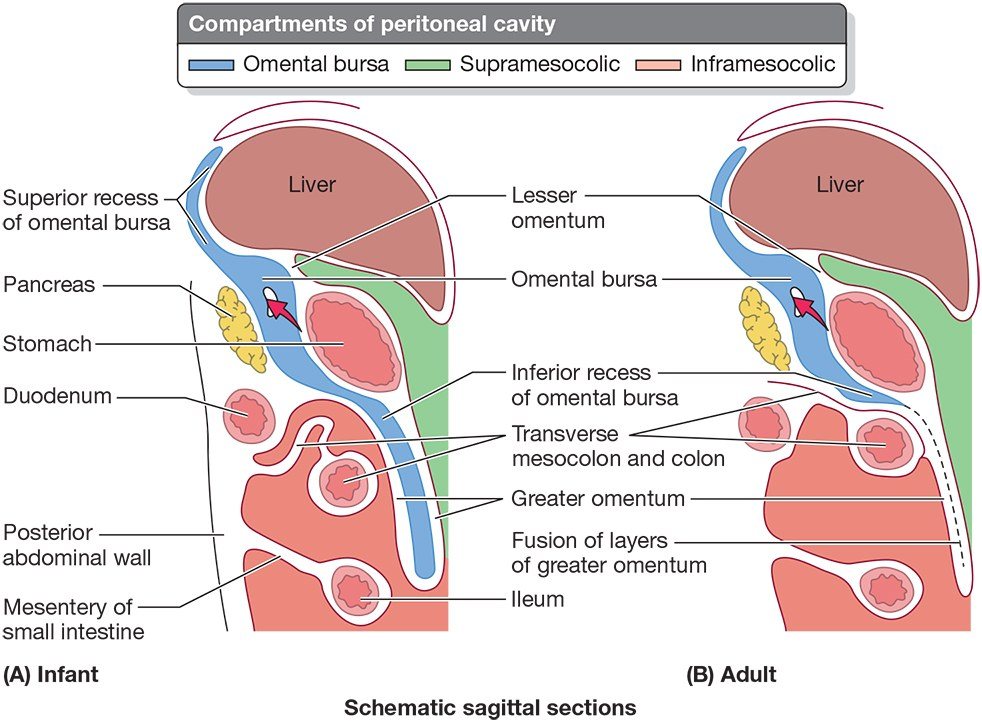 Compartments of peritoneal cavity
Omental bursa Supramesocolic Inframesocolic
Liver
Superior recess
of omental bursa
Pancreas
Stomach
Duodenum
Posterior
abdominal wall
Mesentery of
small intestine
Lesser
omentum
Omental bursa
Inferior recess
of omental bursa
Transverse
mesocolon and colon
Greater omentum
Fusion of layers
of greater omentum
Ileum
Liver
(A) Infant
(B) Adult
Schematic sagittal sections